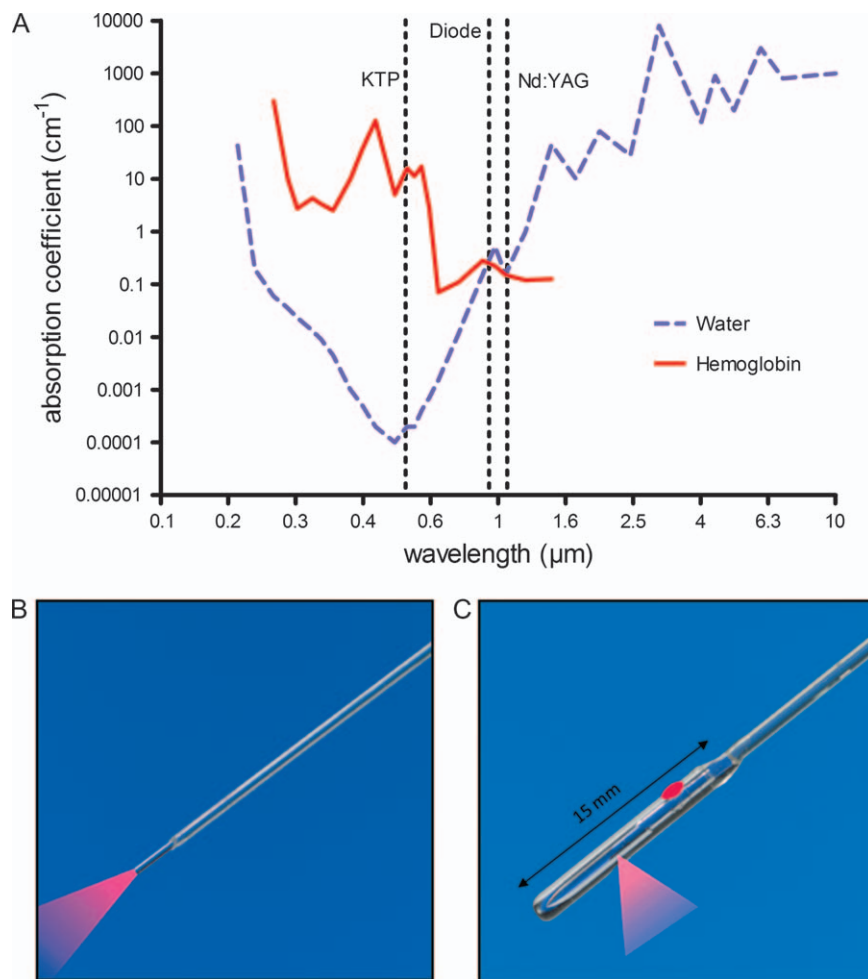 A
absorption coefficient (cm⁻¹)
10000
1000
100
10
1
0.1
0.01
0.001
0.0001
0.00001
KTP
Diode
Nd:YAG
Water
Hemoglobin
0.1 0.2 0.3 0.4 0.6 1 1.6 2.5 4 6.3 10
wavelength (µm)
B
C
15 mm